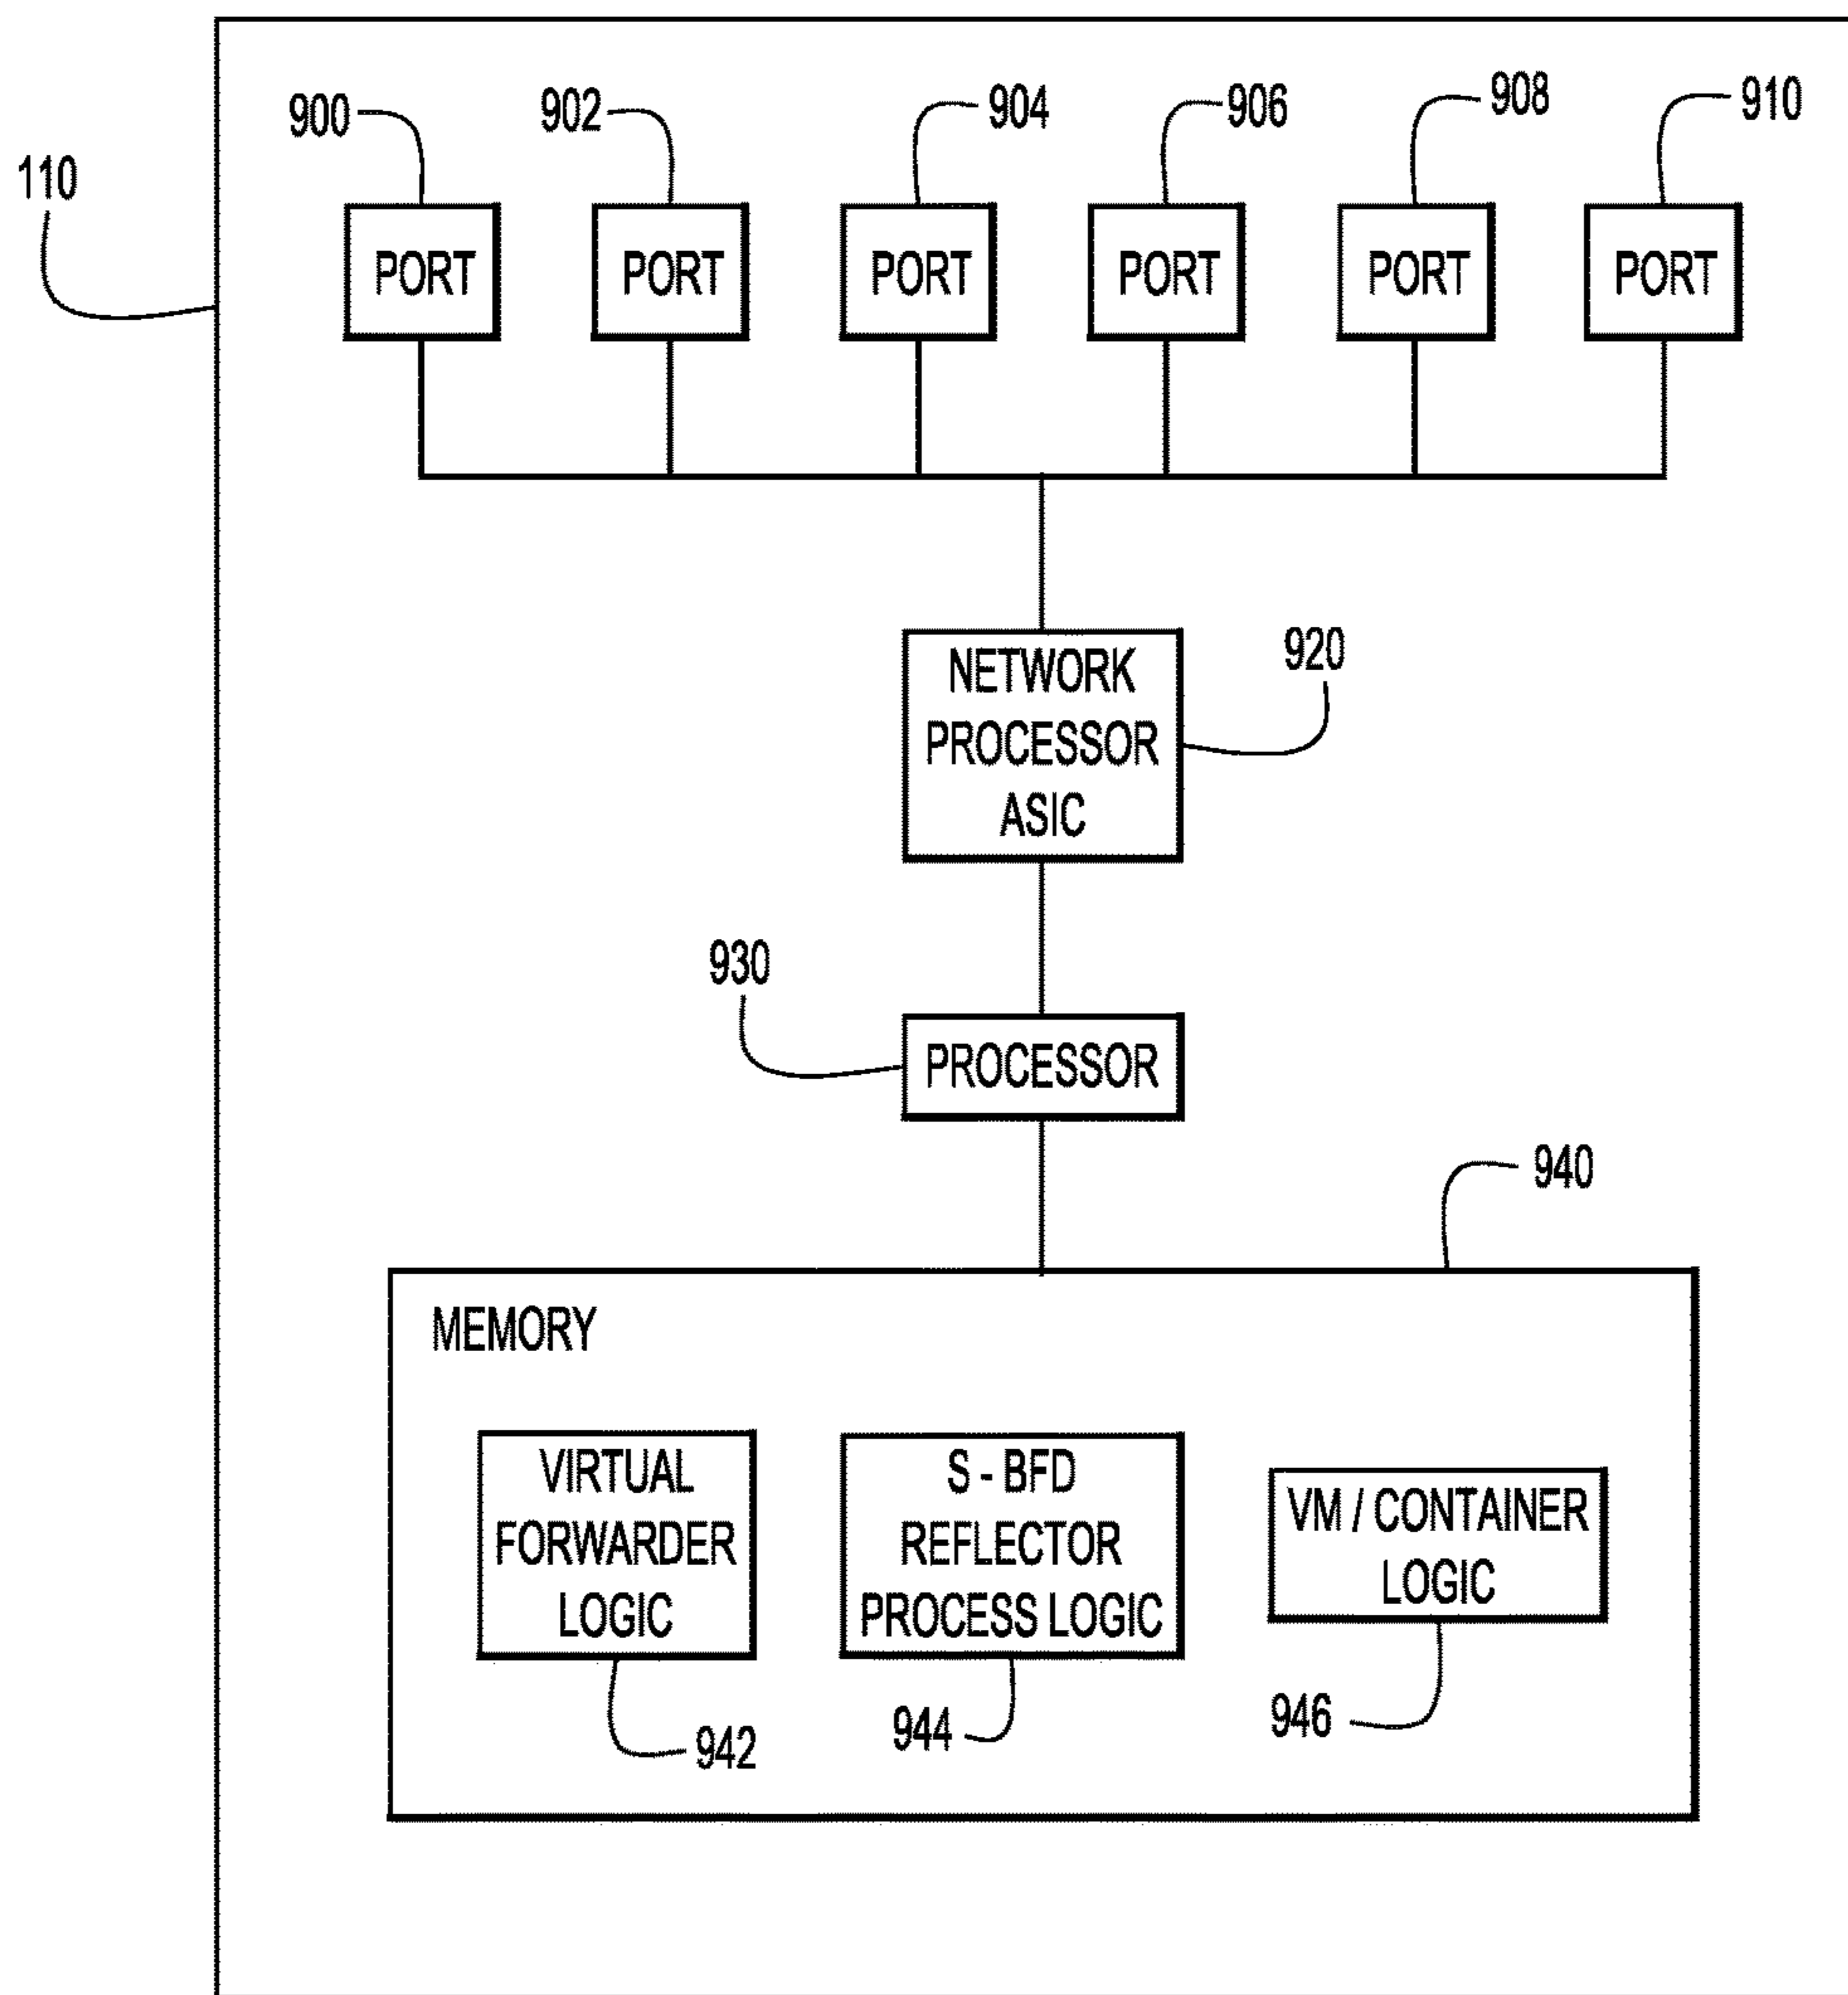 900
902
904
906
908
910
110
PORT
PORT
PORT
PORT
PORT
PORT
NETWORK
PROCESSOR
ASIC
920
930
PROCESSOR
940
MEMORY
VIRTUAL
FORWARDER
LOGIC
S - BFD
REFLECTOR
PROCESS LOGIC
VM / CONTAINER
LOGIC
942
944
946